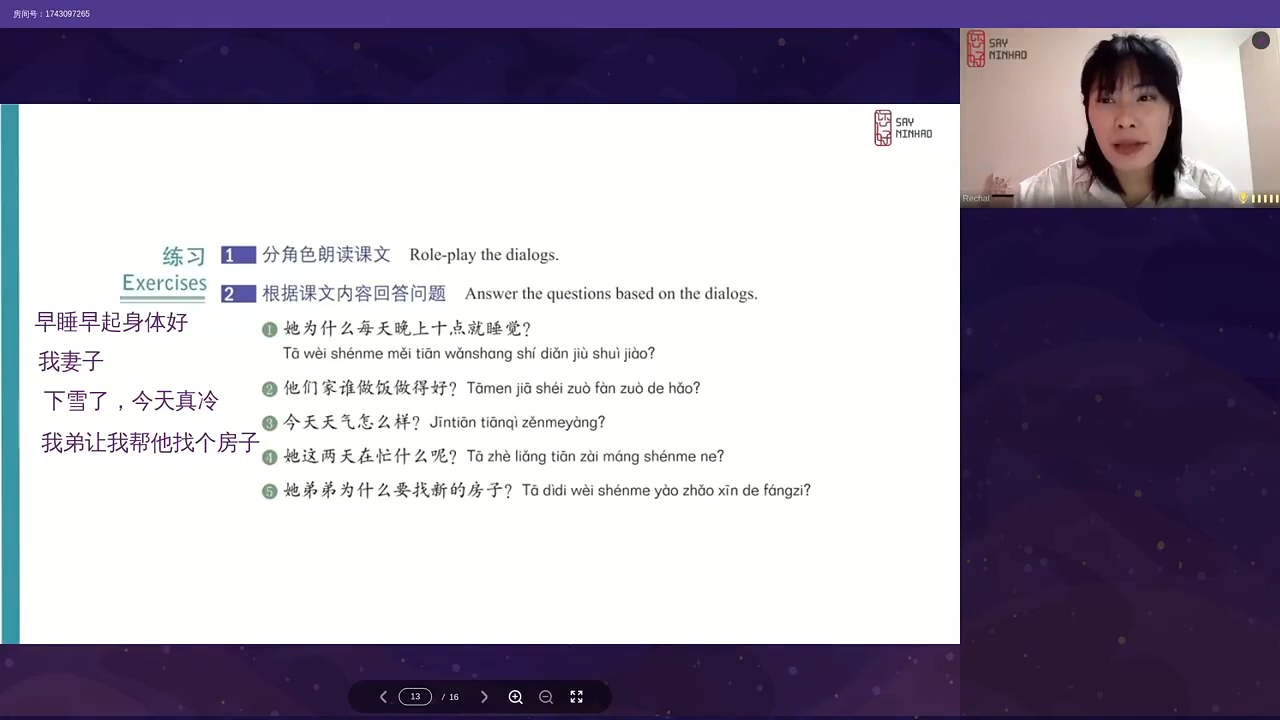 房间号：1743097265
SAY
NINHAO
SAY
NINHAO
Rechal
练习
Exercises
1 分角色朗读课文 Role-play the dialogs.
2 根据课文内容回答问题 Answer the questions based on the dialogs.
早睡早起身体好
我妻子
下雪了，今天真冷
我弟让我帮他找个房子
1 她为什么每天晚上十点就睡觉？
Tā wèi shénme měi tiān wǎnshang shí diǎn jiù shuì jiào?
2 他们家谁做饭做得好？ Tāmen jiā shéi zuò fàn zuò de hǎo?
3 今天天气怎么样？ Jīntiān tiānqì zěnmeyàng?
4 她这两天在忙什么呢？ Tā zhè liǎng tiān zài máng shénme ne?
5 她弟弟为什么要找新的房子？ Tā dìdi wèi shénme yào zhǎo xīn de fángzi?
13 / 16